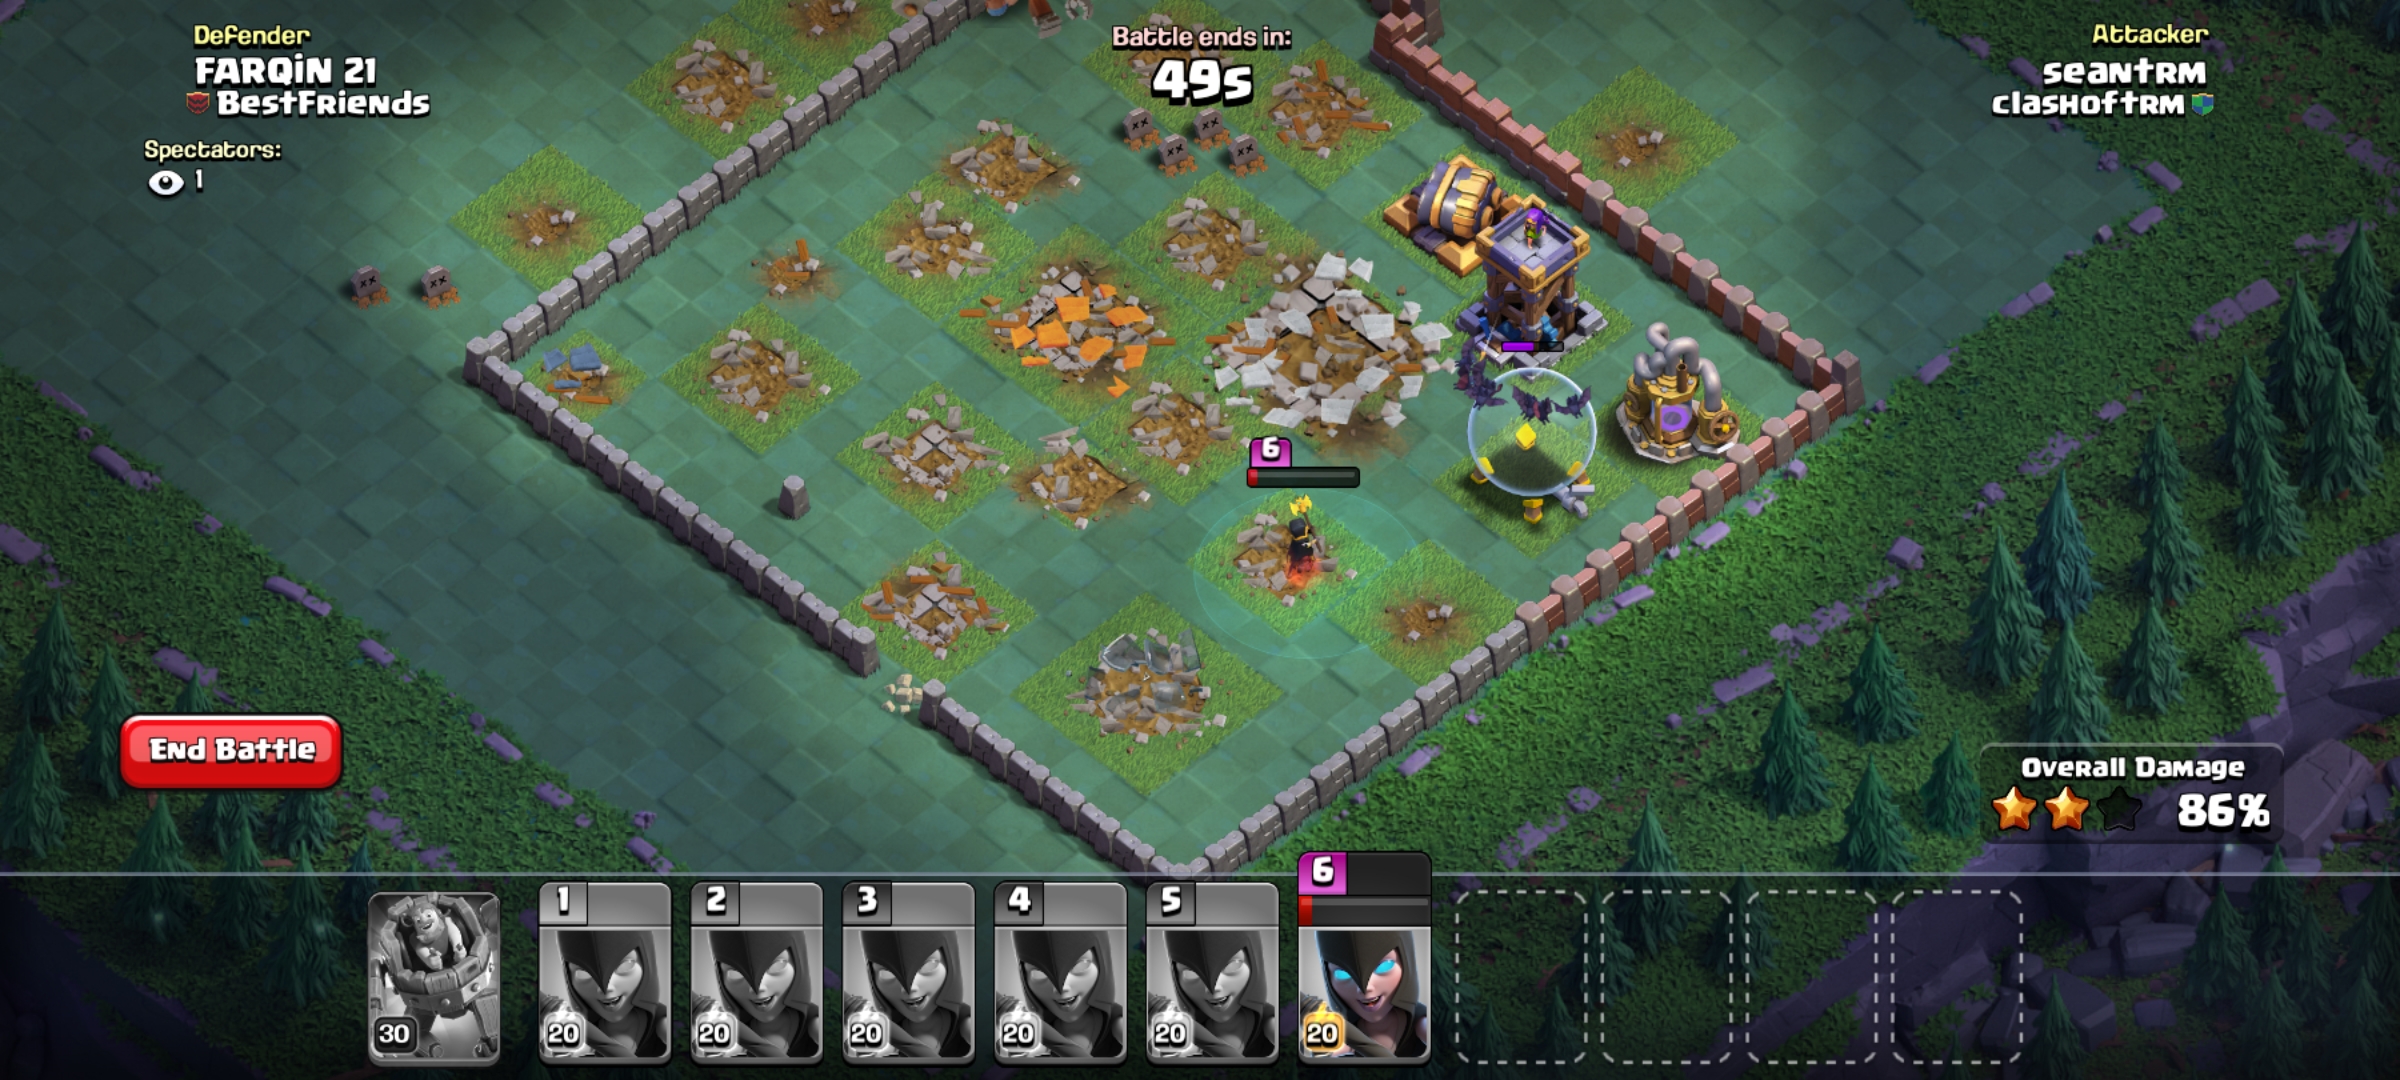 Defender
FARQiN 21
BestFriends
Spectators:
1
Battle ends in:
49s
Attacker
seantRM
clashoftRM
6
End Battle
Overall Damage
86%
30
1
20
2
20
3
20
4
20
5
20
6
20